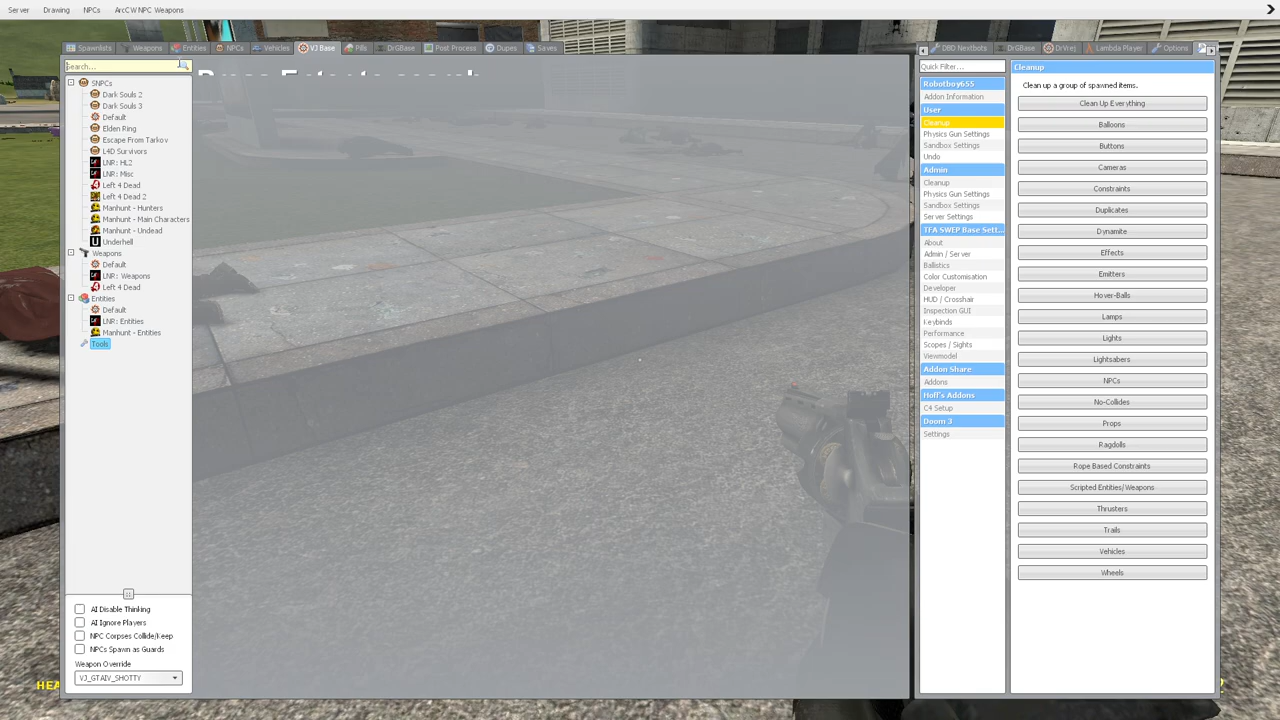 Server Drawing NPCs ArcCW NPC Weapons
Spawnlists Weapons Entities NPCs Vehicles VJ Base Pills DrGBase Post Process Dupes Saves
Search...
SNPCs
Dark Souls 2
Dark Souls 3
Default
Elden Ring
Escape From Tarkov
L4D Survivors
LNR: HL2
LNR: Misc
Left 4 Dead
Left 4 Dead 2
Manhunt - Hunters
Manhunt - Main Characters
Manhunt - Undead
Underhell
Weapons
Default
LNR: Weapons
Left 4 Dead
Entities
Default
LNR: Entities
Manhunt - Entities
Tools
AI Disable Thinking
AI Ignore Players
NPC Corpses Collide/Keep
NPCs Spawn as Guards
Weapon Override
VJ_GTAIV_SHOTTY
HEA
DBD Nextbots DrGBase DrVrej Lambda Player Options
Quick Filter...
Robotboy655
Addon Information
User
Cleanup
Physics Gun Settings
Sandbox Settings
Undo
Admin
Cleanup
Physics Gun Settings
Sandbox Settings
Server Settings
TFA SWEP Base Sett...
About
Admin / Server
Ballistics
Color Customisation
Developer
HUD / Crosshair
Inspection GUI
Keybinds
Performance
Scopes / Sights
Viewmodel
Addon Share
Addons
Hoff's Addons
C4 Setup
Doom 3
Settings
Cleanup
Clean up a group of spawned items.
Clean Up Everything
Balloons
Buttons
Cameras
Constraints
Duplicates
Dynamite
Effects
Emitters
Hover-Balls
Lamps
Lights
Lightsabers
NPCs
No-Collides
Props
Ragdolls
Rope Based Constraints
Scripted Entities/Weapons
Thrusters
Trails
Vehicles
Wheels